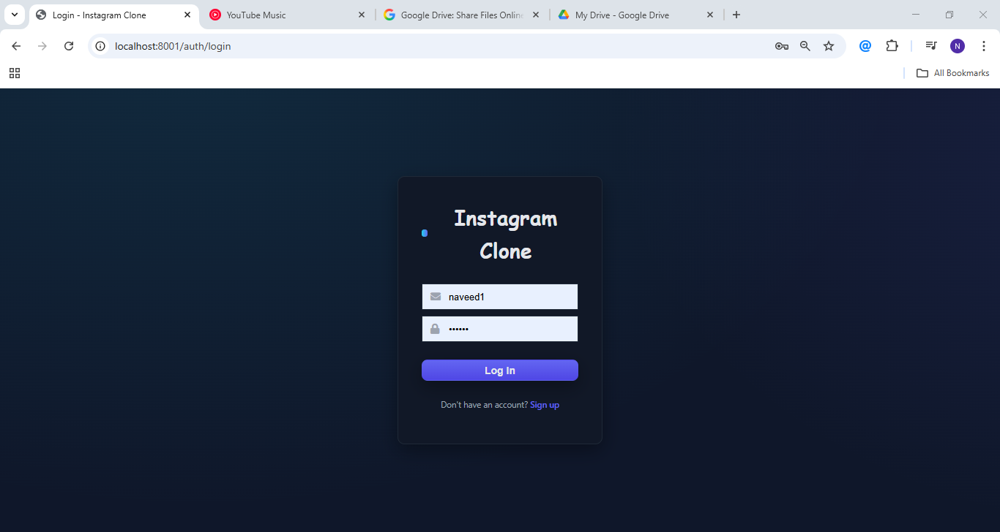 Login - Instagram Clone
YouTube Music
Google Drive: Share Files Online
My Drive - Google Drive
localhost:8001/auth/login
N
All Bookmarks
Instagram
Clone
naveed1
••••••
Log In
Don't have an account? Sign up